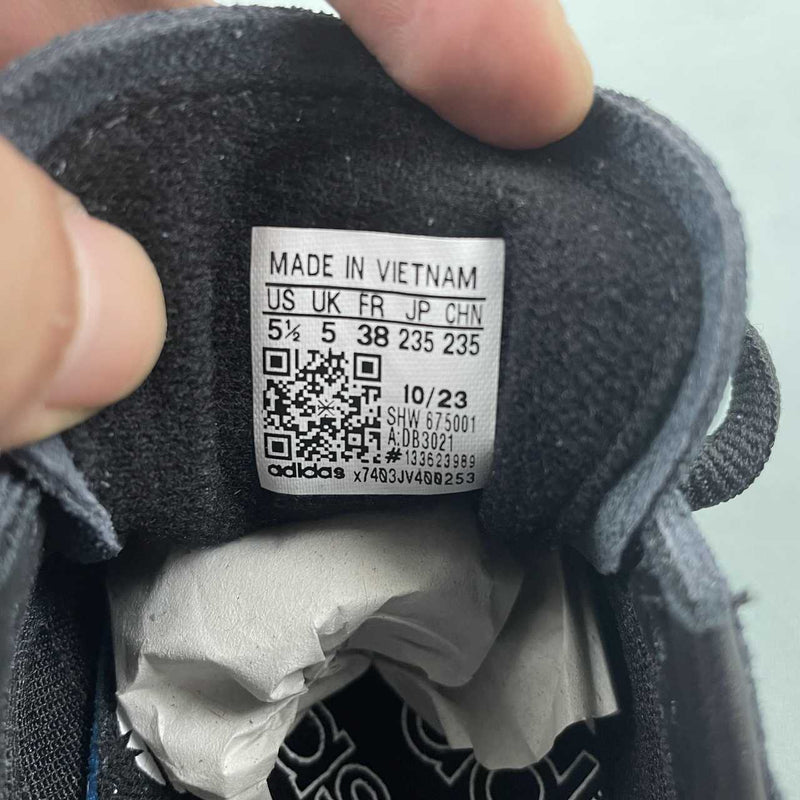 MADE IN VIETNAM
US UK FR JP CHN
5½ 5 38 235 235
10/23
SHW 675001
A:DB3021
#133623989
adidas x7403JV400253